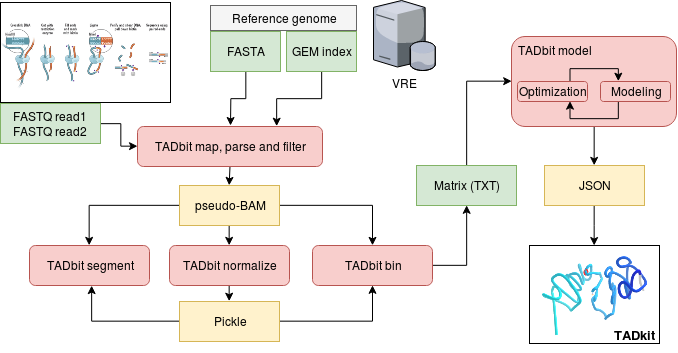 Reference genome
FASTA
GEM index
VRE
TADbit model
Optimization
Modeling
FASTQ read1
FASTQ read2
TADbit map, parse and filter
Matrix (TXT)
JSON
pseudo-BAM
TADbit segment
TADbit normalize
TADbit bin
Pickle
TADkit